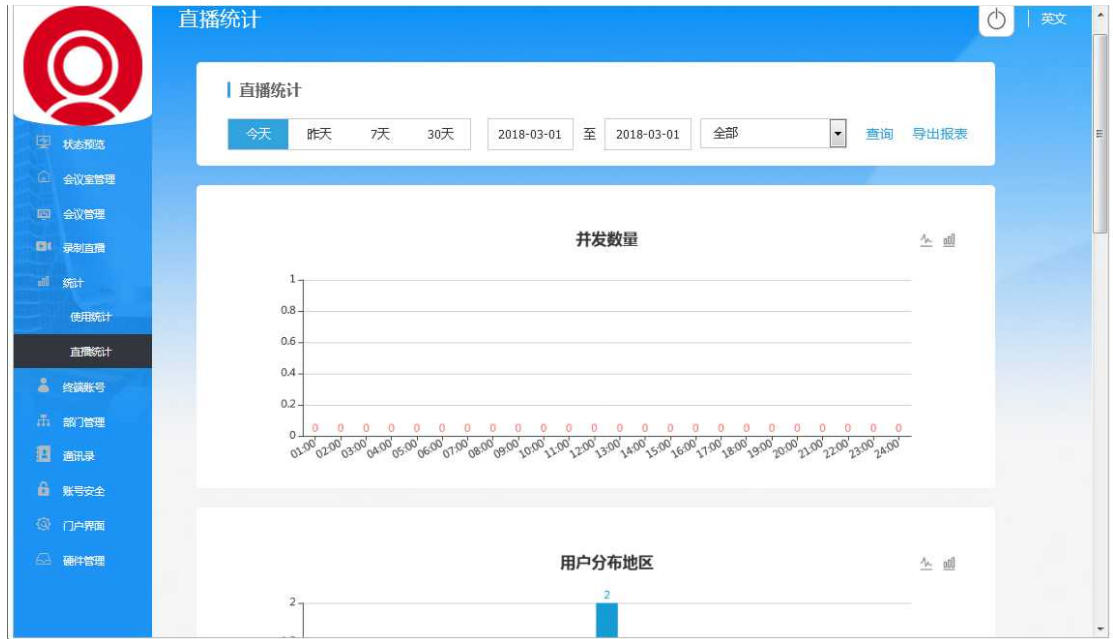 直播统计
英文
状态预览
会议室管理
会议管理
录制直播
统计
使用统计
直播统计
终端账号
部门管理
通讯录
账号安全
门户界面
硬件管理
直播统计
今天 昨天 7天 30天 2018-03-01 至 2018-03-01 全部 查询 导出报表
并发数量
1
0.8
0.6
0.4
0.2
0
0 0 0 0 0 0 0 0 0 0 0 0 0 0 0 0 0 0 0 0 0 0 0 0
01:00 02:00 03:00 04:00 05:00 06:00 07:00 08:00 09:00 10:00 11:00 12:00 13:00 14:00 15:00 16:00 17:00 18:00 19:00 20:00 21:00 22:00 23:00 24:00
用户分布地区
2
2